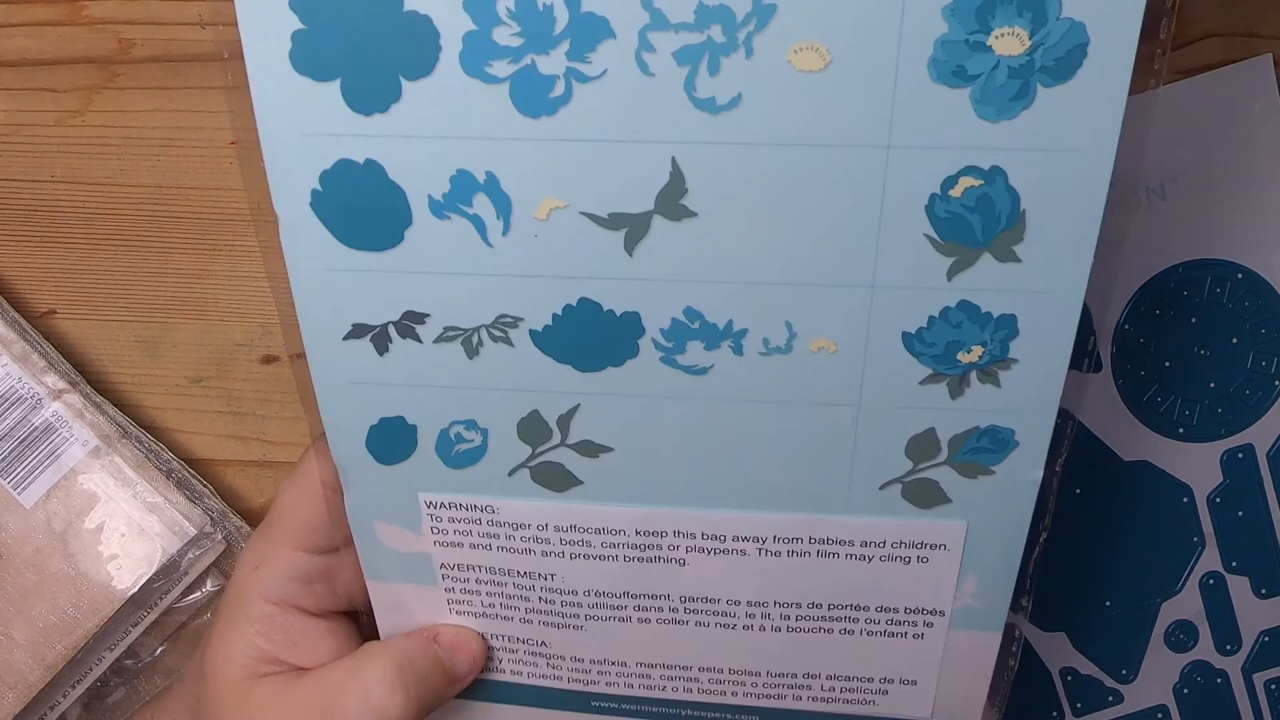 WARNING:
To avoid danger of suffocation, keep this bag away from babies and children.
Do not use in cribs, beds, carriages or playpens. The thin film may cling to
nose and mouth and prevent breathing.
AVERTISSEMENT :
Pour éviter tout risque d'étouffement, garder ce sac hors de portée des bébés
et des enfants. Ne pas utiliser dans le berceau, le lit, la poussette ou dans le
parc. Le film plastique pourrait se coller au nez et à la bouche de l'enfant et
l'empêcher de respirer.
ERTENCIA:
evitar riesgos de asfixia, mantener esta bolsa fuera del alcance de los
s y niños. No usar en cunas, camas, carros o corrales. La película
gada se puede pegar en la nariz o la boca e impedir la respiración.
www.wermemorykeepers.com